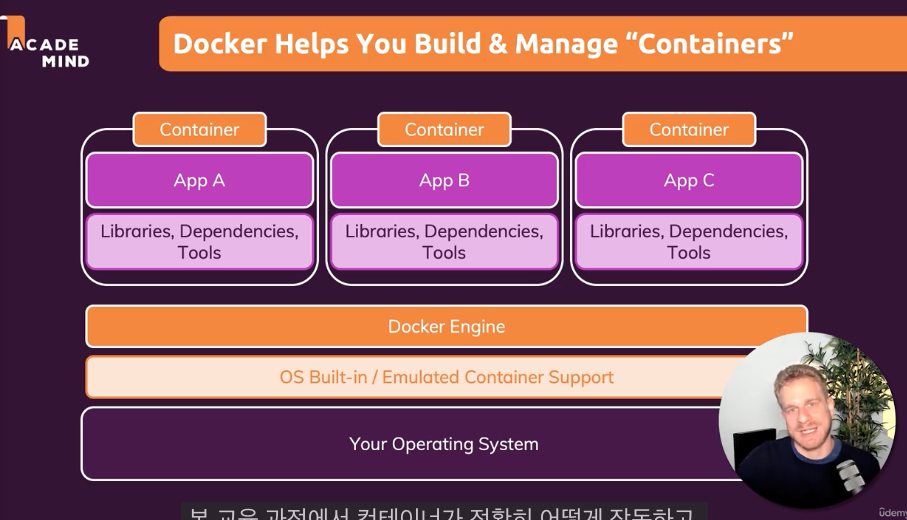 ACADE
MIND
Docker Helps You Build & Manage “Containers”
Container
Container
Container
App A
App B
App C
Libraries, Dependencies,
Tools
Libraries, Dependencies,
Tools
Libraries, Dependencies,
Tools
Docker Engine
OS Built-in / Emulated Container Support
Your Operating System
본 교육 과정에서 컨테이너가 정확히 어떻게 작동하고
ûdemy